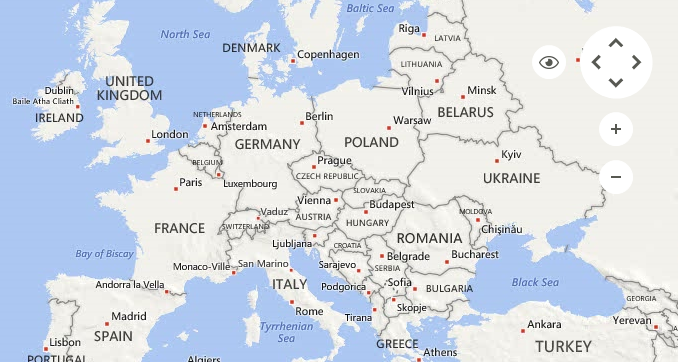 Baltic Sea
Riga
North Sea
LATVIA
DENMARK
Copenhagen
LITHUANIA
UNITED
KINGDOM
Dublin
Baile Atha Cliath
Vilnius
Minsk
IRELAND
NETHERLANDS
Amsterdam
Berlin
Warsaw
BELARUS
London
GERMANY
POLAND
BELGIUM
Prague
Kyiv
CZECH REPUBLIC
UKRAINE
Paris
Luxembourg
SLOVAKIA
Vienna
Budapest
Vaduz
AUSTRIA
MOLDOVA
FRANCE
SWITZERLAND
HUNGARY
Chișinău
Ljubljana
CROATIA
ROMANIA
Bay of Biscay
Monaco-Ville
San Marino
Sarajevo
Belgrade
Bucharest
SERBIA
Andorra la Vella
ITALY
Podgorica
Sofia
BULGARIA
Black Sea
GEORGIA
Madrid
Rome
Skopje
Tirana
Yerevan
SPAIN
Tyrrhenian
Sea
Ankara
Lisbon
GREECE
TURKEY
PORTUGAL
Algiers
Athens